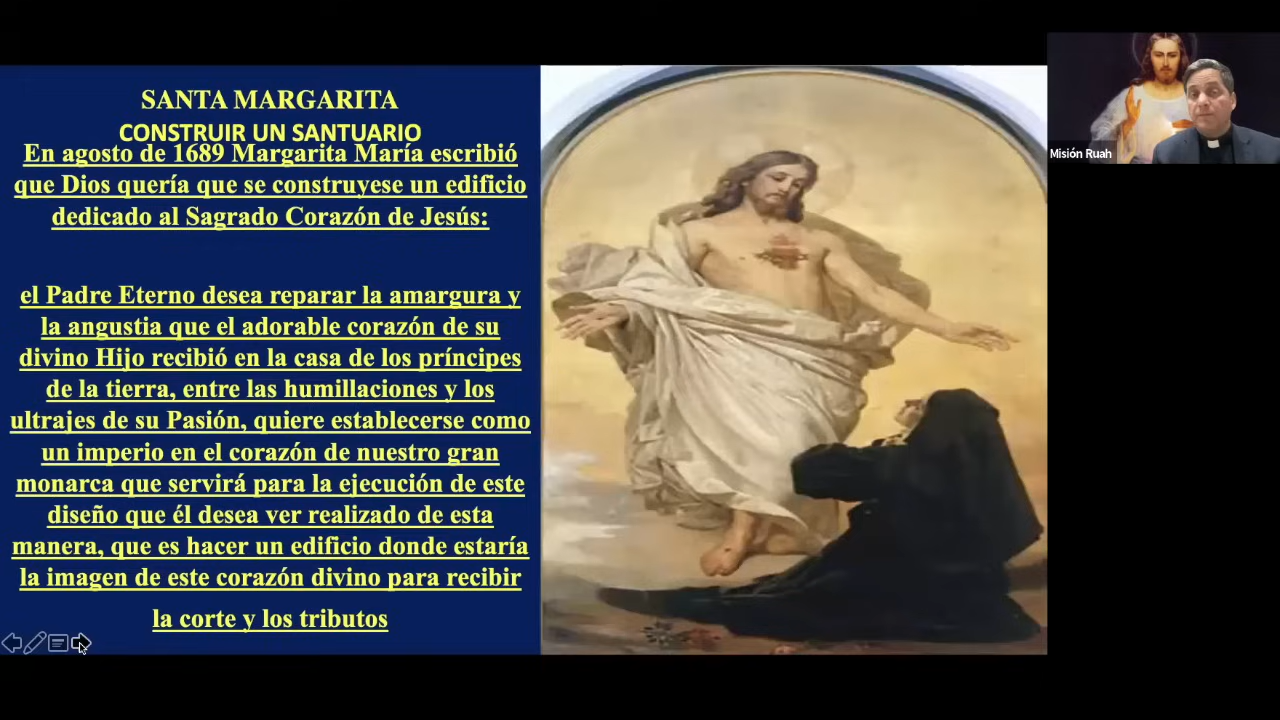 SANTA MARGARITA
CONSTRUIR UN SANTUARIO
En agosto de 1689 Margarita María escribió
que Dios quería que se construyese un edificio
dedicado al Sagrado Corazón de Jesús:
el Padre Eterno desea reparar la amargura y
la angustia que el adorable corazón de su
divino Hijo recibió en la casa de los príncipes
de la tierra, entre las humillaciones y los
ultrajes de su Pasión, quiere establecerse como
un imperio en el corazón de nuestro gran
monarca que servirá para la ejecución de este
diseño que él desea ver realizado de esta
manera, que es hacer un edificio donde estaría
la imagen de este corazón divino para recibir
la corte y los tributos
Misión Ruah